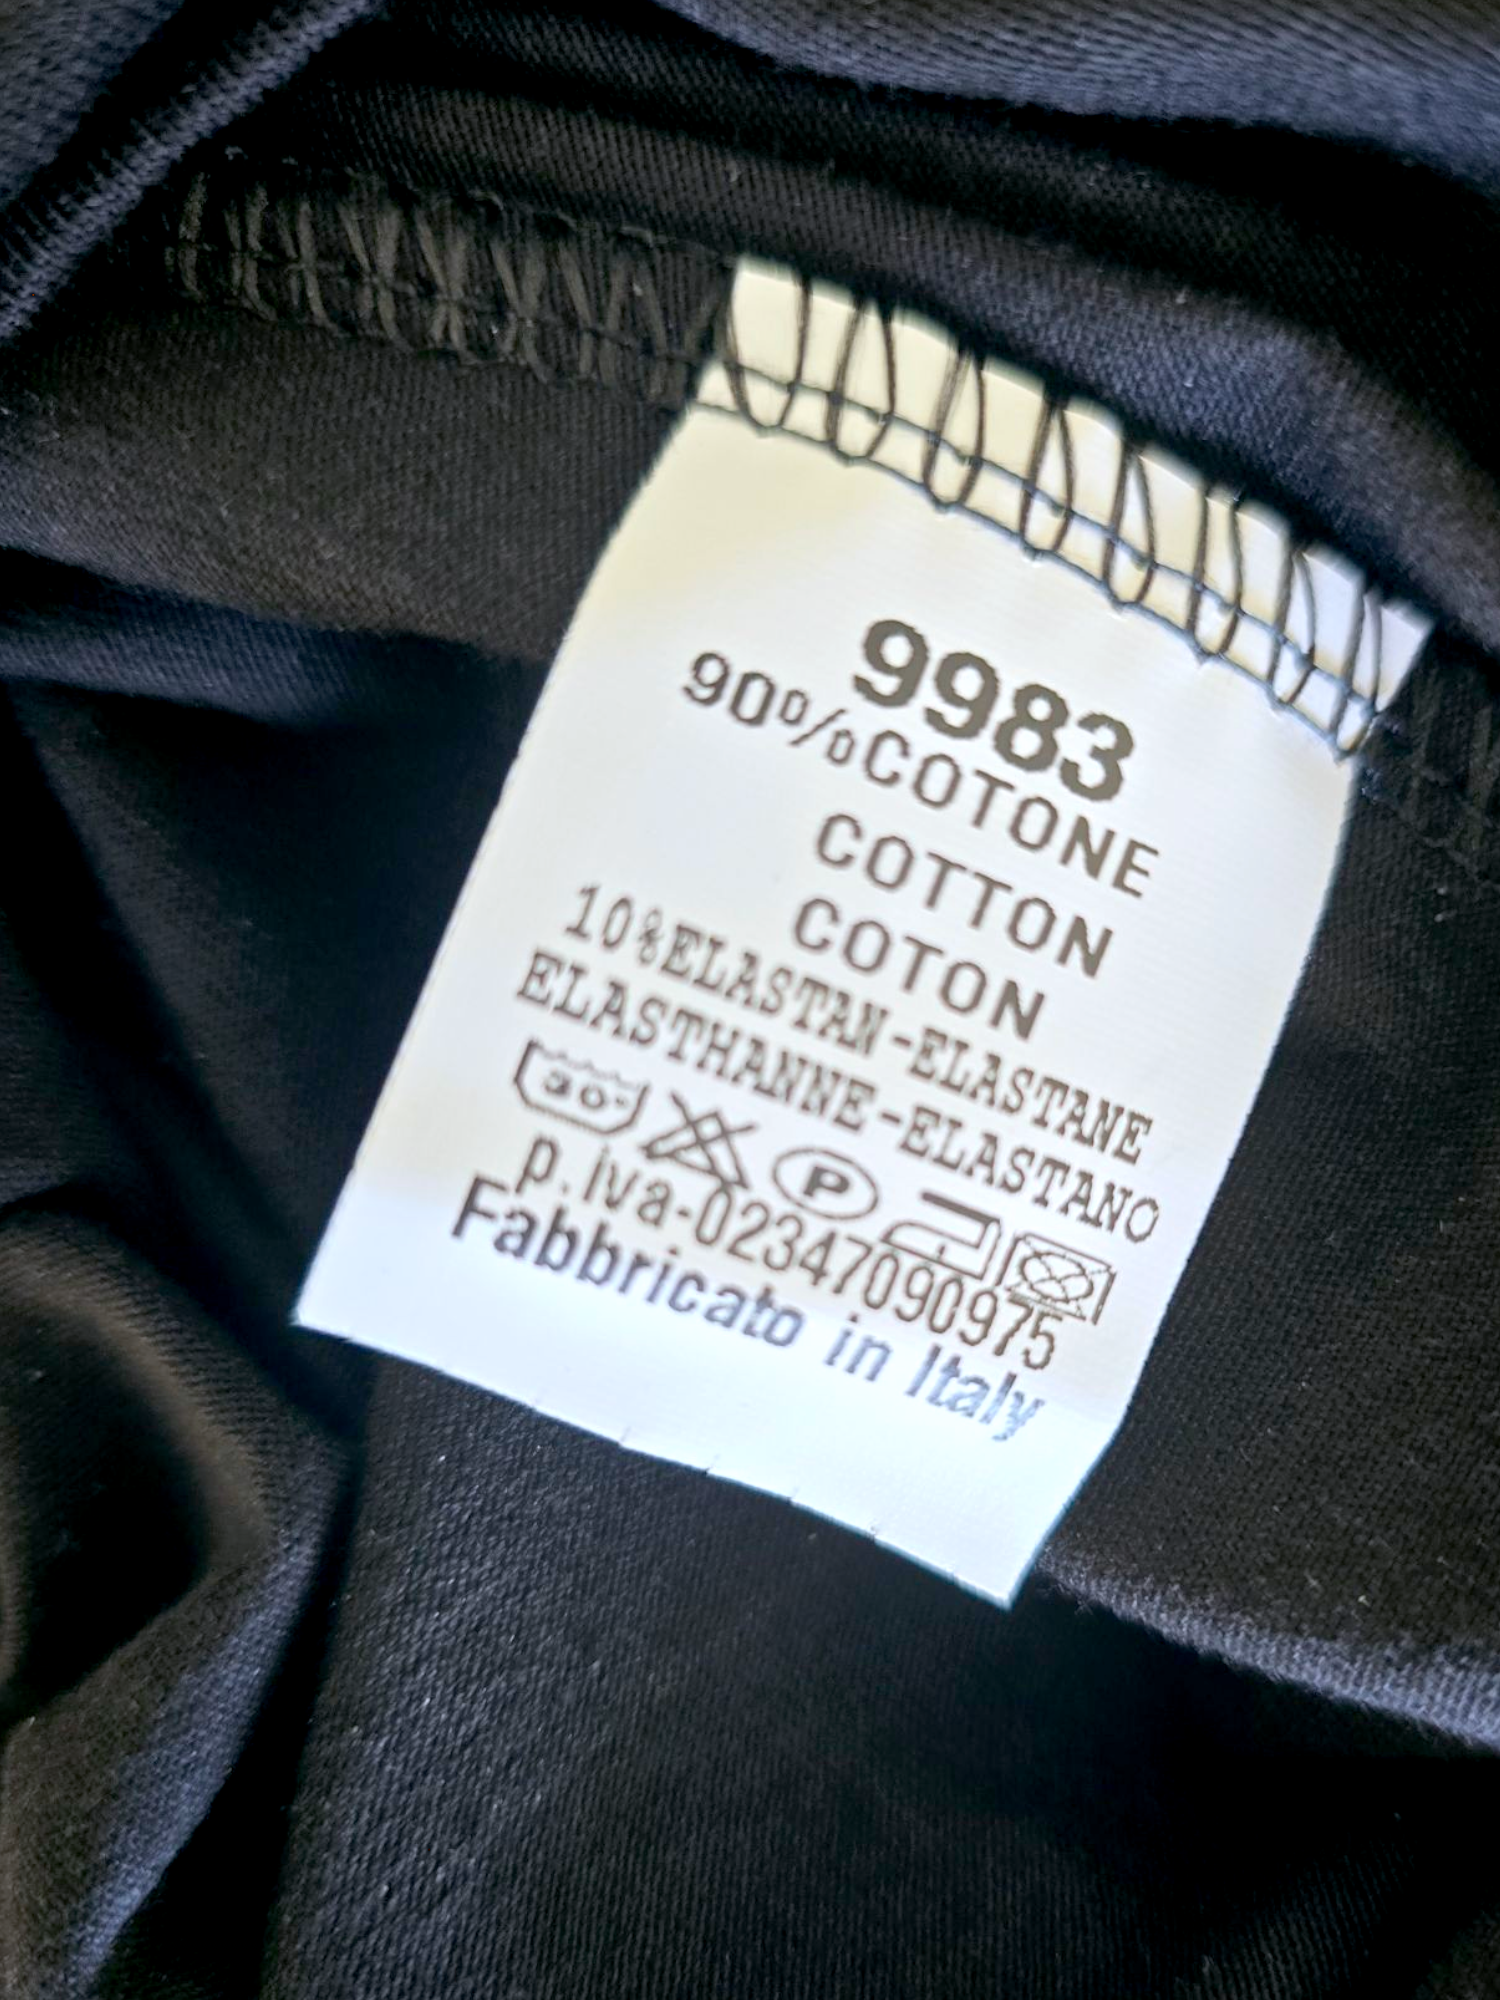 9983
90%COTONE
COTTON
COTON
10%ELASTAN-ELASTANE
ELASTHANNE-ELASTANO
30°
P
p.iva-02347090975
Fabbricato in Italy